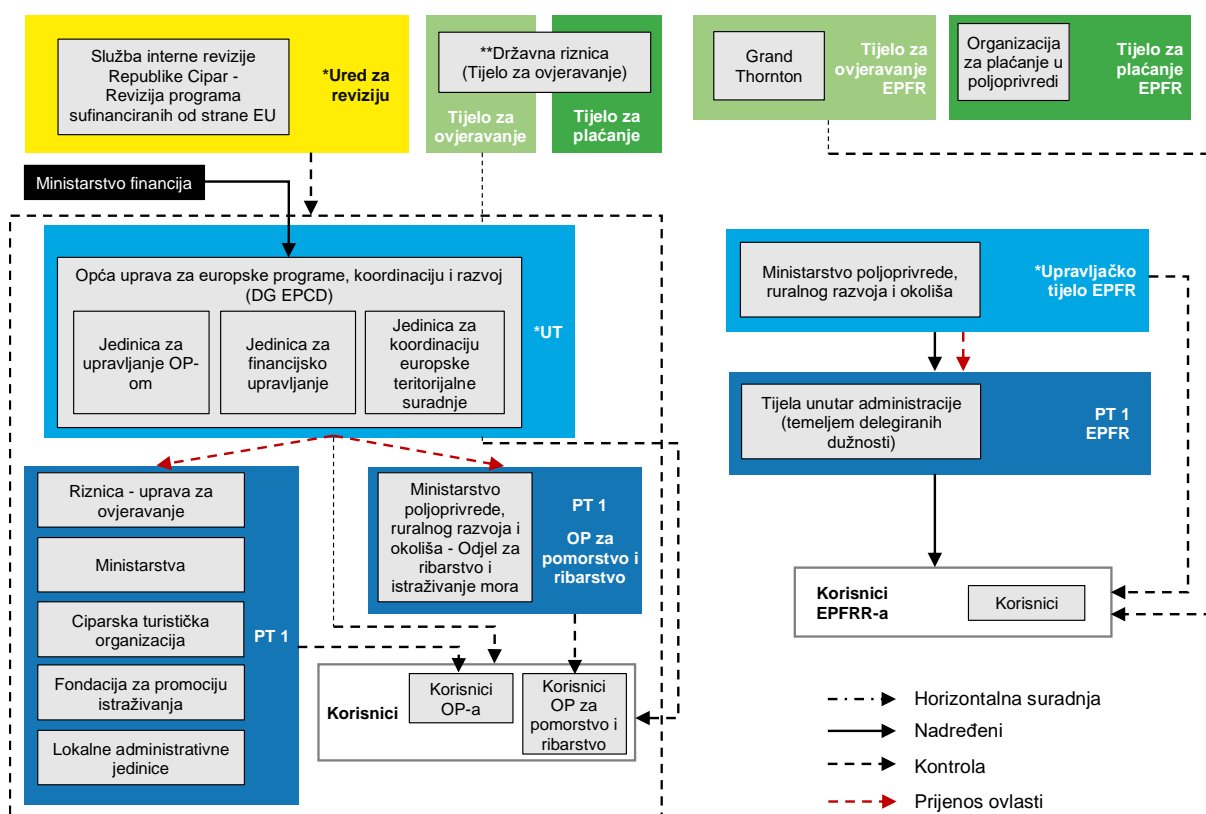 Služba interne revizije
Republike Cipar -
Revizija programa
sufinanciranih od strane EU
*Ured za
reviziju
**Državna riznica
(Tijelo za ovjeravanje)
Tijelo za
ovjeravanje
Tijelo za
plaćanje
Grand
Thornton
Tijelo za
ovjeravanje
EPFR
Organizacija
za plaćanje u
poljoprivredi
Tijelo za
plaćanje
EPFR
Ministarstvo financija
Opća uprava za europske programe, koordinaciju i razvoj
(DG EPCD)
Jedinica za
upravljanje OP-
om
Jedinica za
financijsko
upravljanje
Jedinica za
koordinaciju
europske
teritorijalne
suradnje
*UT
Ministarstvo poljoprivrede,
ruralnog razvoja i okoliša
*Upravljačko
tijelo EPFR
Tijela unutar administracije
(temeljem delegiranih
dužnosti)
PT 1
EPFR
Riznica - uprava za
ovjeravanje
Ministarstva
Ciparska turistička
organizacija
Fondacija za promociju
istraživanja
Lokalne administrativne
jedinice
PT 1
Ministarstvo
poljoprivrede,
ruralnog razvoja i
okoliša - Odjel za
ribarstvo i
istraživanje mora
PT 1
OP za
pomorstvo i
ribarstvo
Korisnici
Korisnici
OP-a
Korisnici
OP za
pomorstvo i
ribarstvo
Korisnici
EPFRR-a
Korisnici
Horizontalna suradnja
Nadređeni
Kontrola
Prijenos ovlasti